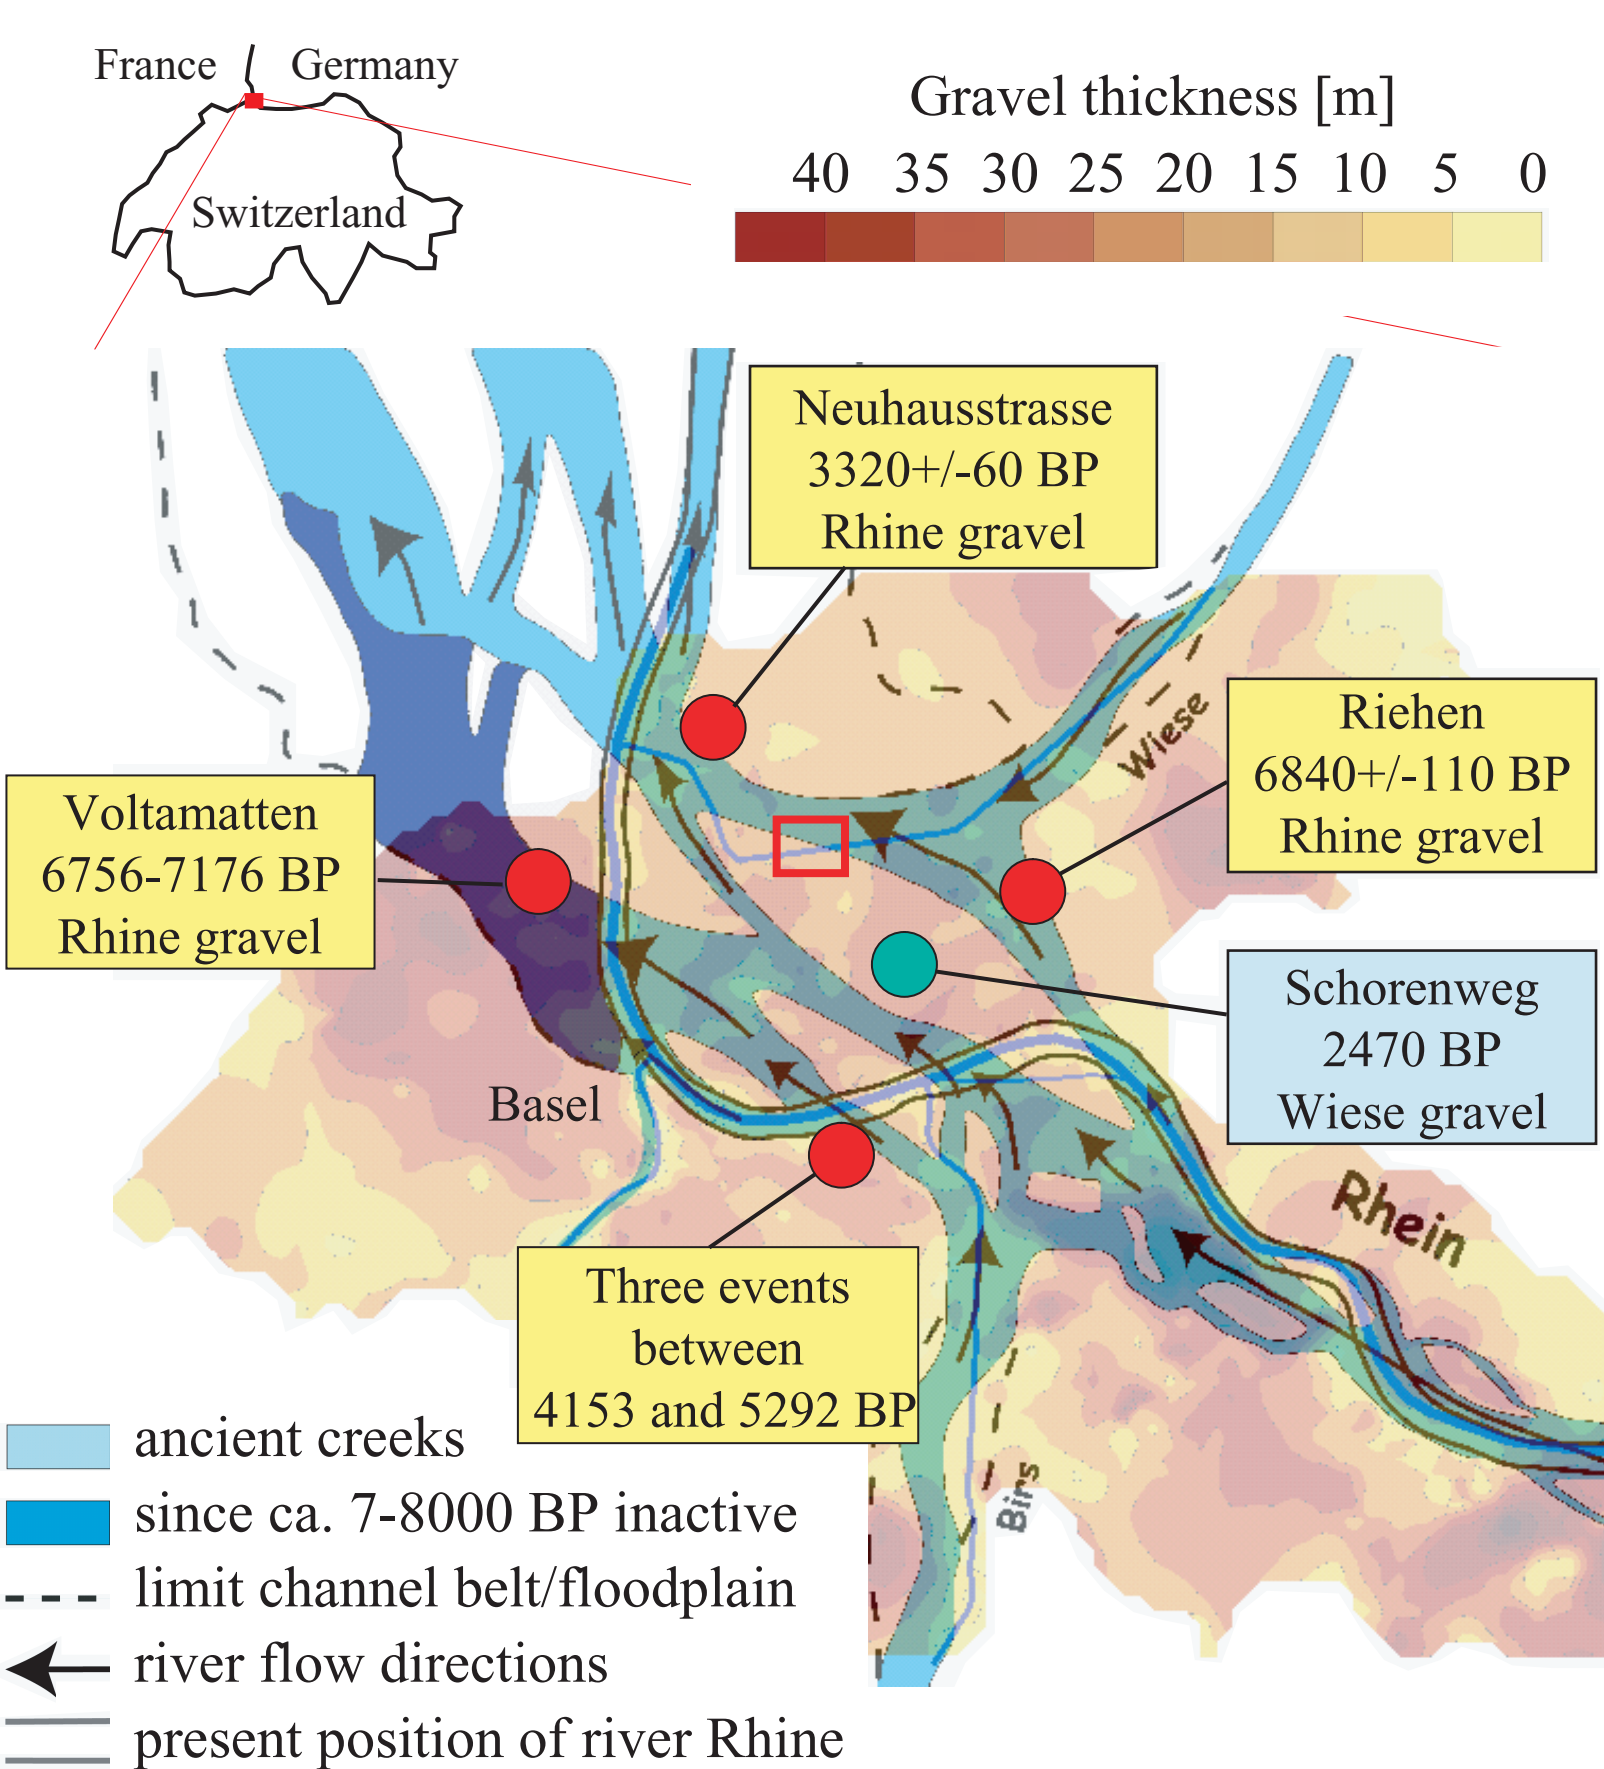 France Germany
Switzerland
Gravel thickness [m]
40 35 30 25 20 15 10 5 0
Neuhausstrasse
3320+/-60 BP
Rhine gravel
Wiese
Riehen
6840+/-110 BP
Rhine gravel
Voltamatten
6756-7176 BP
Rhine gravel
Schorenweg
2470 BP
Wiese gravel
Basel
Rhein
Three events
between
4153 and 5292 BP
Birs
ancient creeks
since ca. 7-8000 BP inactive
limit channel belt/floodplain
river flow directions
present position of river Rhine